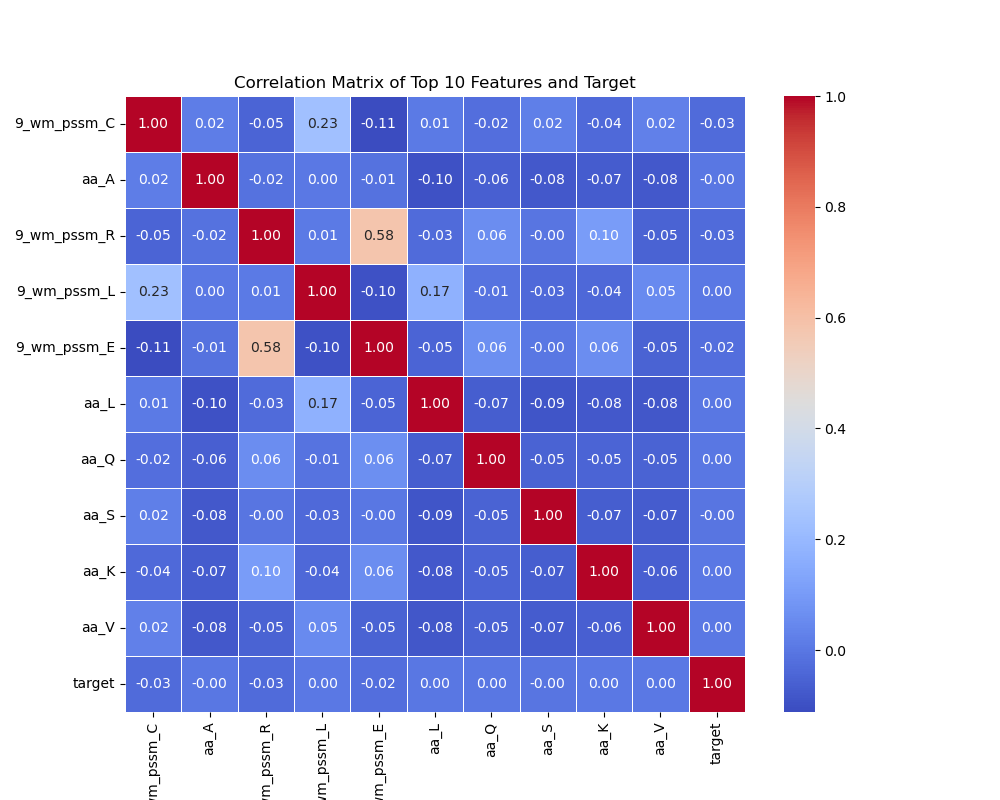 Correlation Matrix of Top 10 Features and Target
9_wm_pssm_C 1.00 0.02 -0.05 0.23 -0.11 0.01 -0.02 0.02 -0.04 0.02 -0.03
aa_A 0.02 1.00 -0.02 0.00 -0.01 -0.10 -0.06 -0.08 -0.07 -0.08 -0.00
9_wm_pssm_R -0.05 -0.02 1.00 0.01 0.58 -0.03 0.06 -0.00 0.10 -0.05 -0.03
9_wm_pssm_L 0.23 0.00 0.01 1.00 -0.10 0.17 -0.01 -0.03 -0.04 0.05 0.00
9_wm_pssm_E -0.11 -0.01 0.58 -0.10 1.00 -0.05 0.06 -0.00 0.06 -0.05 -0.02
aa_L 0.01 -0.10 -0.03 0.17 -0.05 1.00 -0.07 -0.09 -0.08 -0.08 0.00
aa_Q -0.02 -0.06 0.06 -0.01 0.06 -0.07 1.00 -0.05 -0.05 -0.05 0.00
aa_S 0.02 -0.08 -0.00 -0.03 -0.00 -0.09 -0.05 1.00 -0.07 -0.07 -0.00
aa_K -0.04 -0.07 0.10 -0.04 0.06 -0.08 -0.05 -0.07 1.00 -0.06 0.00
aa_V 0.02 -0.08 -0.05 0.05 -0.05 -0.08 -0.05 -0.07 -0.06 1.00 0.00
target -0.03 -0.00 -0.03 0.00 -0.02 0.00 0.00 -0.00 0.00 0.00 1.00
wm_pssm_C aa_A wm_pssm_R wm_pssm_L wm_pssm_E aa_L aa_Q aa_S aa_K aa_V target
1.0
0.8
0.6
0.4
0.2
0.0